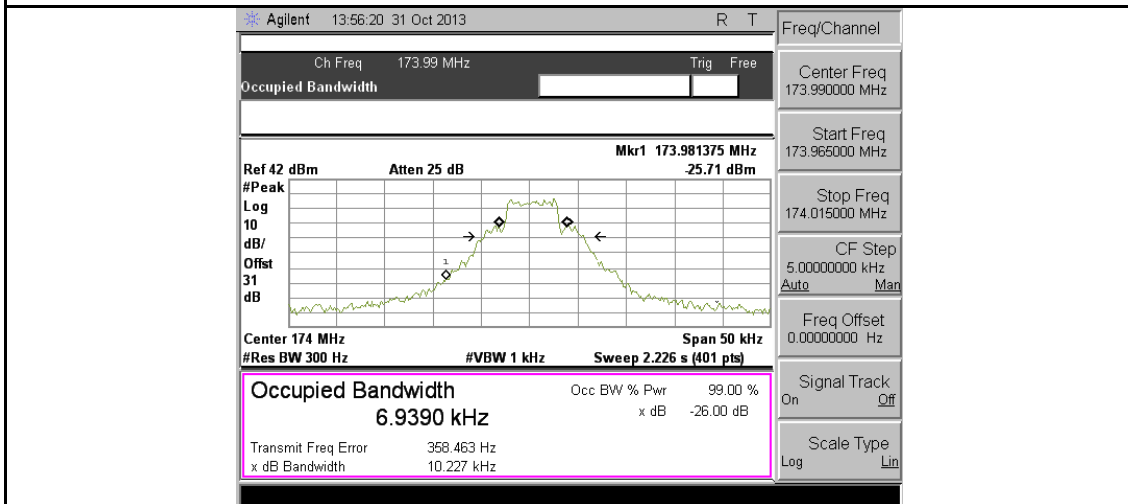 Agilent 13:56:20 31 Oct 2013 R T
Freq/Channel
Ch Freq 173.99 MHz Trig Free
Occupied Bandwidth
Center Freq
173.990000 MHz
Start Freq
173.965000 MHz
Stop Freq
174.015000 MHz
CF Step
5.00000000 kHz
Auto Man
Freq Offset
0.00000000 Hz
Signal Track
On Off
Scale Type
Log Lin
Mkr1 173.981375 MHz
Ref 42 dBm Atten 25 dB -25.71 dBm
#Peak
Log
10
dB/
Offst
31
dB
1
Center 174 MHz Span 50 kHz
#Res BW 300 Hz #VBW 1 kHz Sweep 2.226 s (401 pts)
Occupied Bandwidth Occ BW % Pwr 99.00 %
6.9390 kHz x dB -26.00 dB
Transmit Freq Error 358.463 Hz
x dB Bandwidth 10.227 kHz